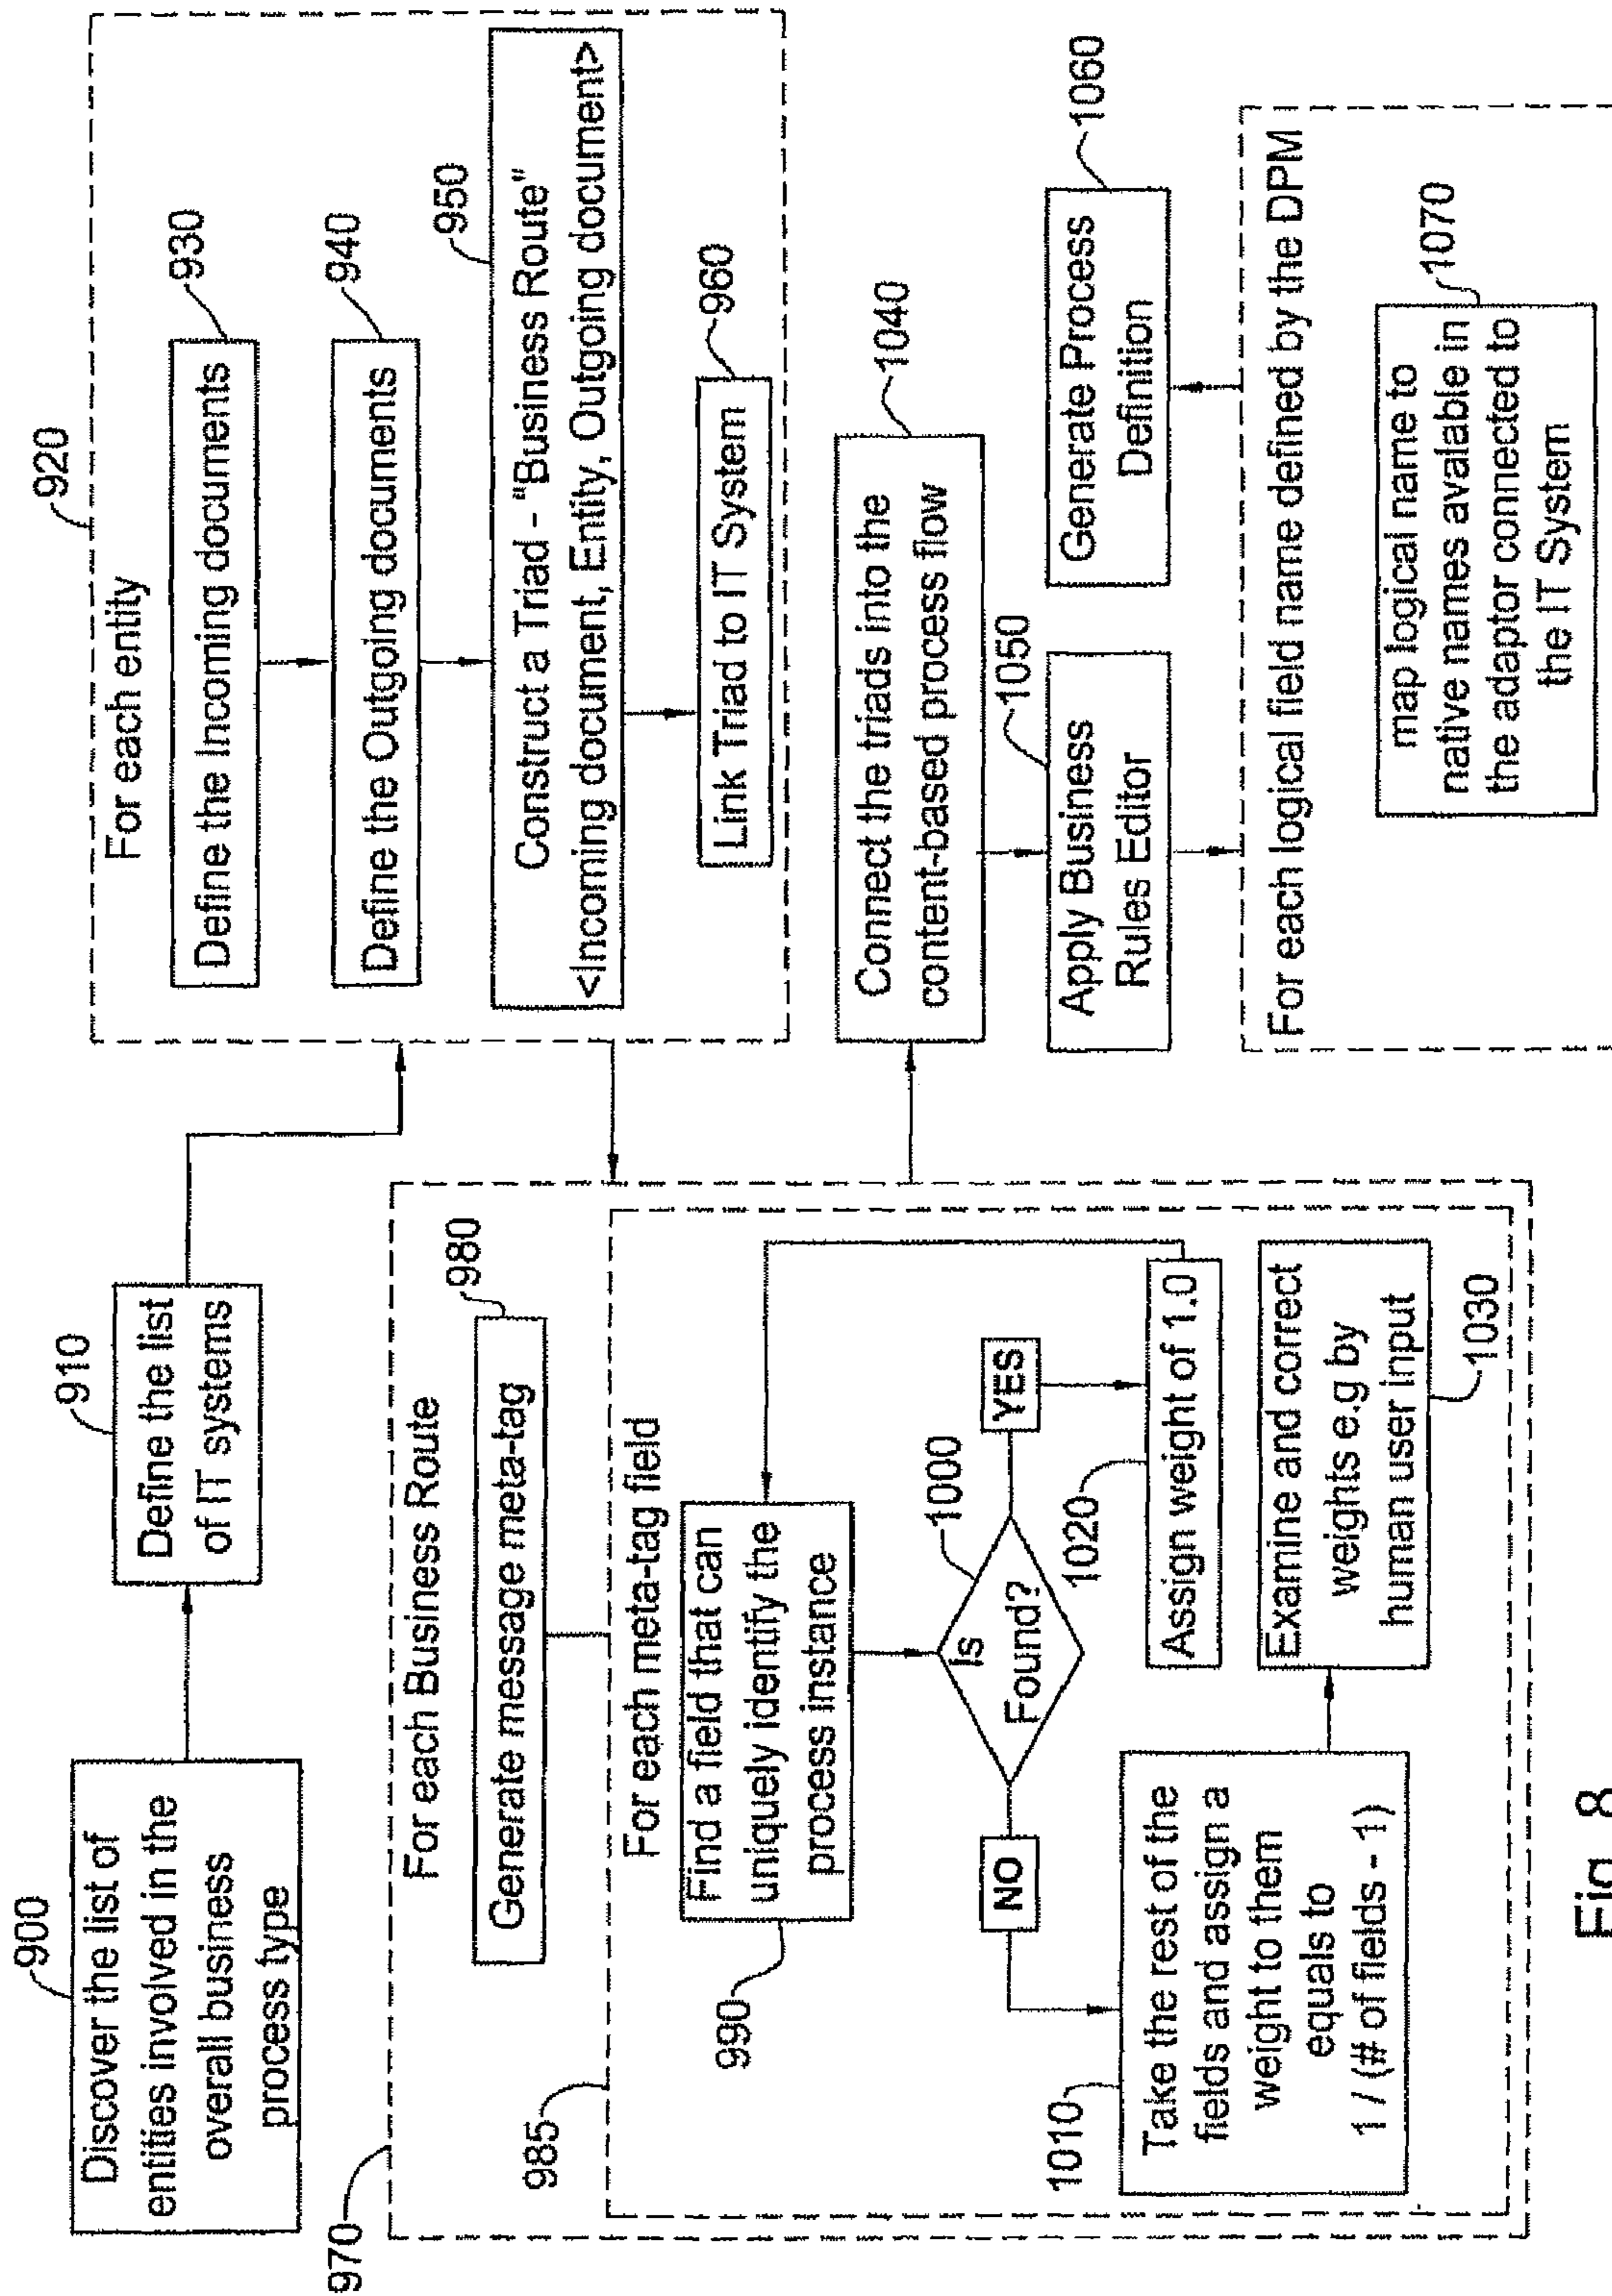 900
Discover the list of
entities involved in the
overall business
process type
910
Define the list
of IT systems
920
For each entity
Define the Incoming documents
930
Define the Outgoing documents
940
950
Construct a Triad - "Business Route"
<Incoming document, Entity, Outgoing document>
Link Triad to IT System
960
970
For each Business Route
980
Generate message meta-tag
985
For each meta-tag field
990
Find a field that can
uniquely identify the
process instance
1000
Is
Found?
NO
YES
1010
Take the rest of the
fields and assign a
weight to them
equals to
1 / (# of fields - 1)
1020
Assign weight of 1.0
Examine and correct
weights e.g by
human user input
1030
1040
Connect the triads into the
content-based process flow
1050
Apply Business
Rules Editor
1060
Generate Process
Definition
For each logical field name defined by the DPM
1070
map logical name to
native names avalable in
the adaptor connected to
the IT System
Fig. 8